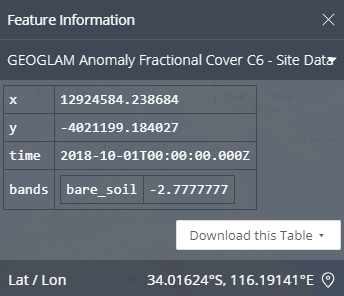 Feature Information
GEOGLAM Anomaly Fractional Cover C6 - Site Data
x 12924584.238684
y -4021199.184027
time 2018-10-01T00:00:00.000Z
bands bare_soil -2.7777777
Download this Table
Lat / Lon 34.01624°S, 116.19141°E